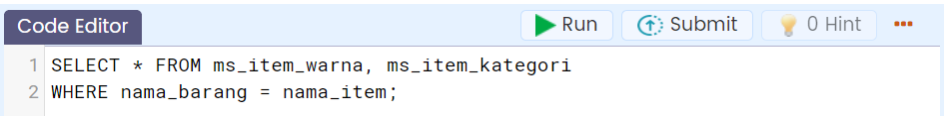 Code Editor
Run
Submit
0 Hint
1 SELECT * FROM ms_item_warna, ms_item_kategori
2 WHERE nama_barang = nama_item;